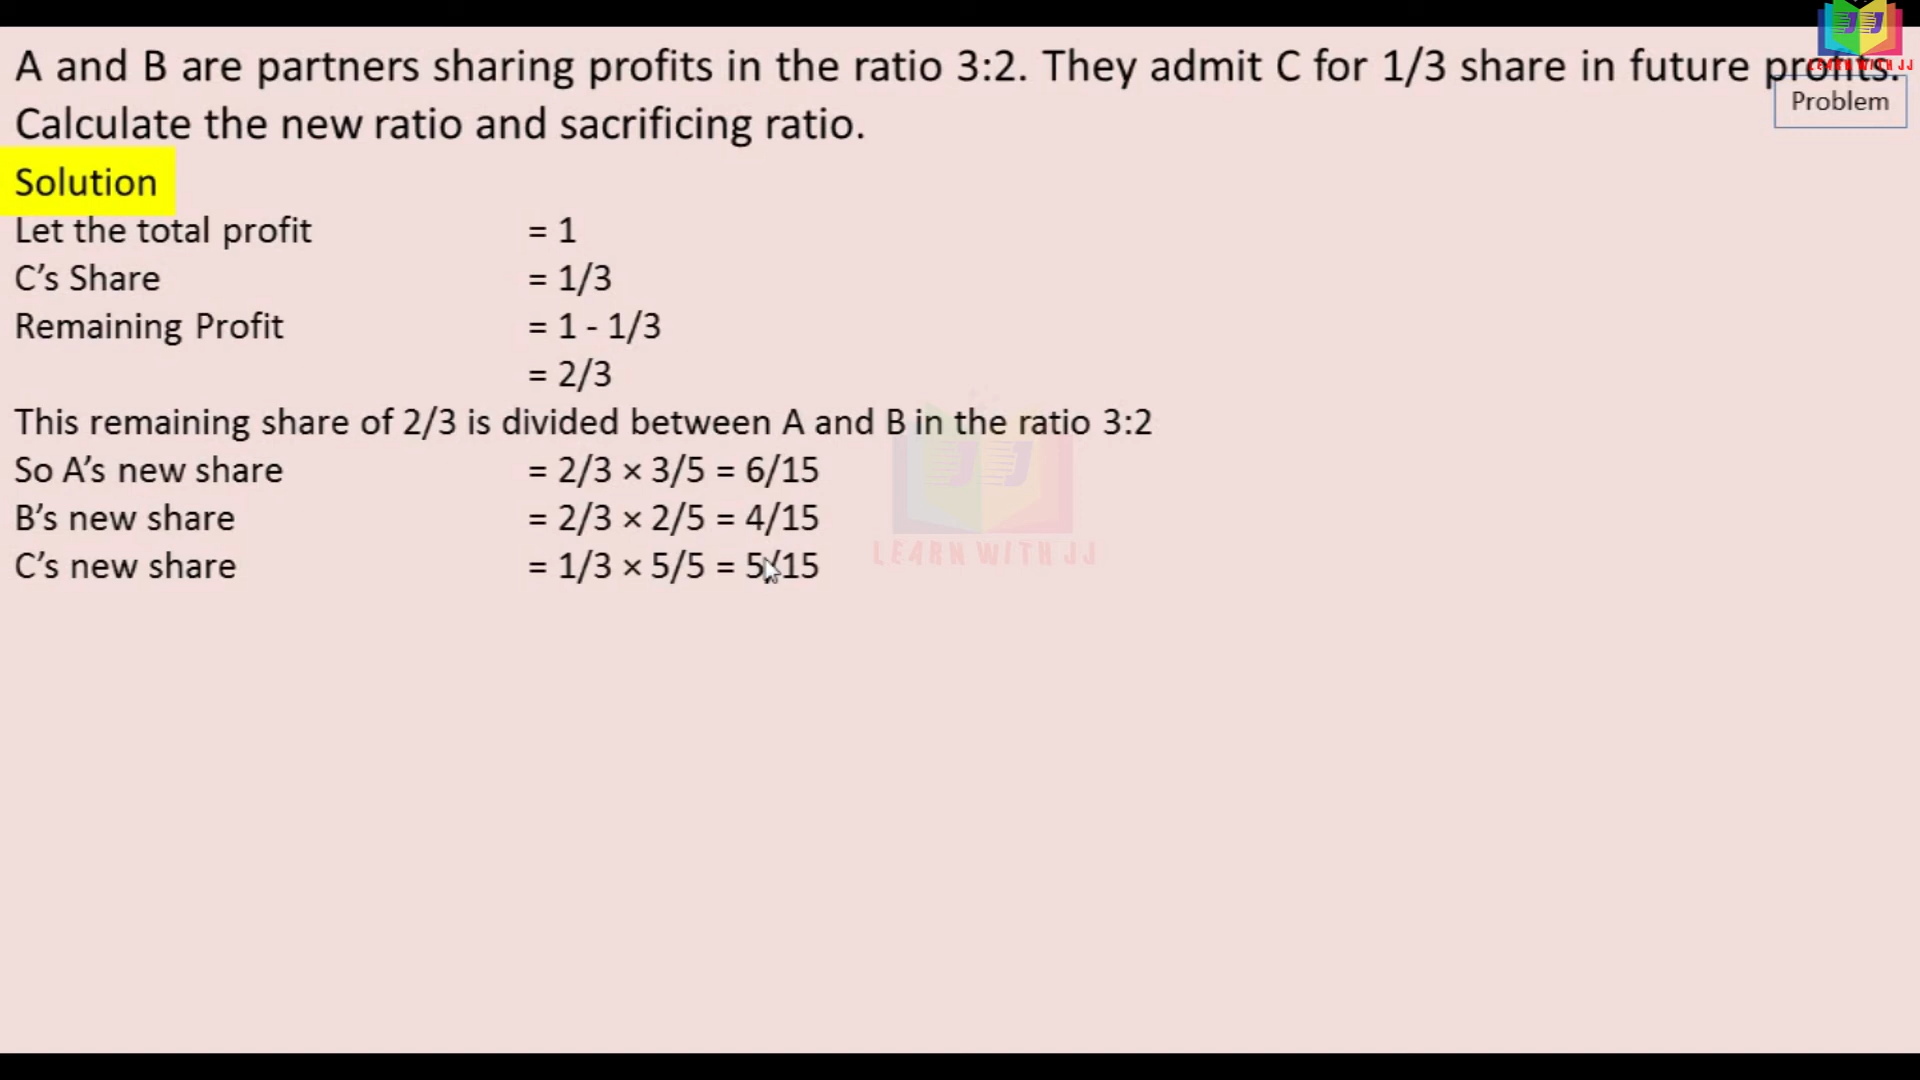 A and B are partners sharing profits in the ratio 3:2. They admit C for 1/3 share in future profits.
LEARN WITH JJ
Problem
Calculate the new ratio and sacrificing ratio.
Solution
Let the total profit = 1
C’s Share = 1/3
Remaining Profit = 1 - 1/3
= 2/3
This remaining share of 2/3 is divided between A and B in the ratio 3:2
So A’s new share = 2/3 × 3/5 = 6/15
B’s new share = 2/3 × 2/5 = 4/15
C’s new share = 1/3 × 5/5 = 5/15
JJ
LEARN WITH JJ